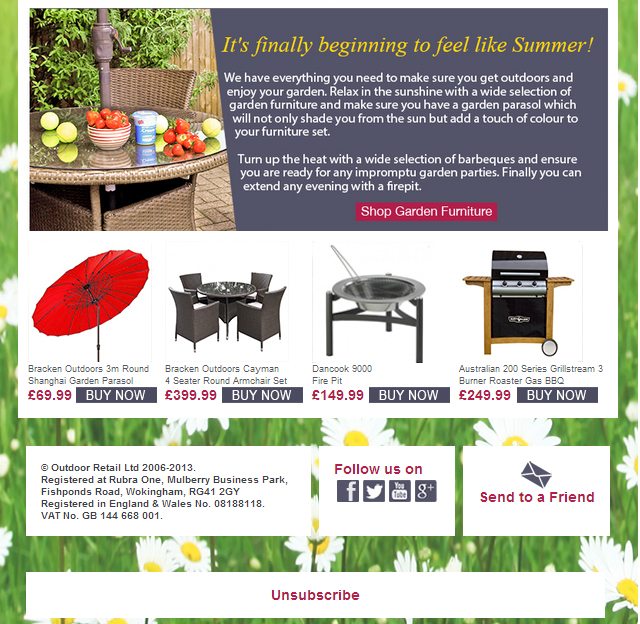 It's finally beginning to feel like Summer!
We have everything you need to make sure you get outdoors and
enjoy your garden. Relax in the sunshine with a wide selection of
garden furniture and make sure you have a garden parasol which
will not only shade you from the sun but add a touch of colour to
your furniture set.
Turn up the heat with a wide selection of barbeques and ensure
you are ready for any impromptu garden parties. Finally you can
extend any evening with a firepit.
Shop Garden Furniture
Bracken Outdoors 3m Round
Shanghai Garden Parasol
£69.99 BUY NOW
Bracken Outdoors Cayman
4 Seater Round Armchair Set
£399.99 BUY NOW
Dancook 9000
Fire Pit
£149.99 BUY NOW
Australian 200 Series Grillstream 3
Burner Roaster Gas BBQ
£249.99 BUY NOW
© Outdoor Retail Ltd 2006-2013.
Registered at Rubra One, Mulberry Business Park,
Fishponds Road, Wokingham, RG41 2GY
Registered in England & Wales No. 08188118.
VAT No. GB 144 668 001.
Follow us on
f You Tube g+
Send to a Friend
Unsubscribe